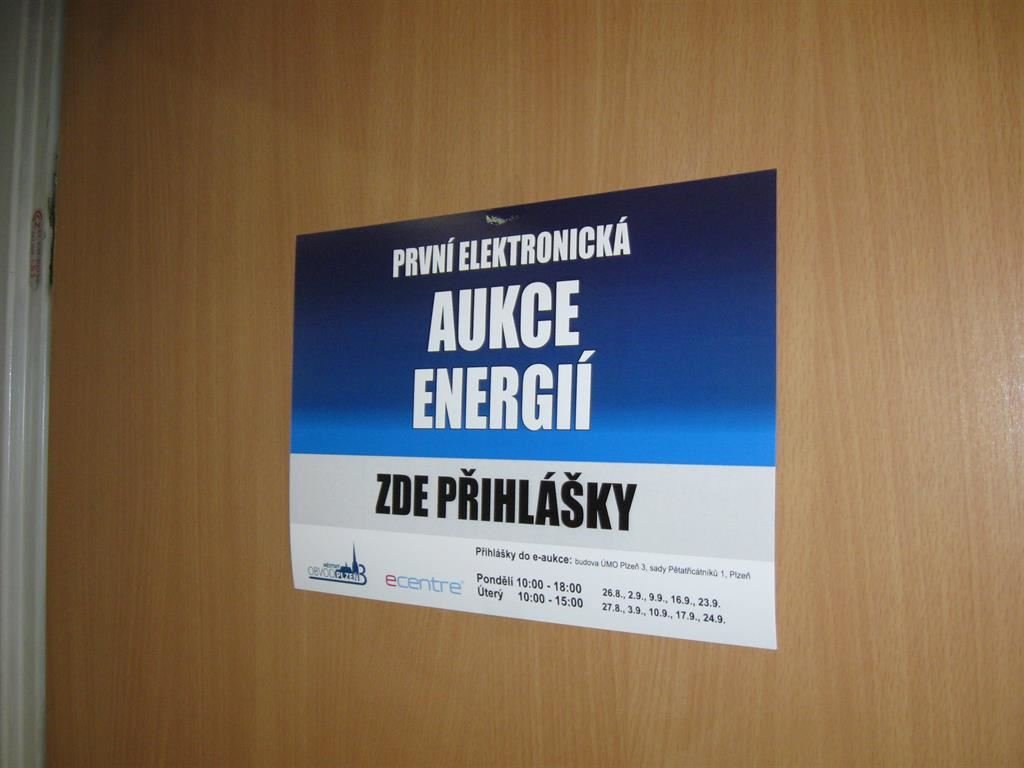 PRVNÍ ELEKTRONICKÁ
AUKCE
ENERGIÍ
ZDE PŘIHLÁŠKY
Přihlášky do e-aukce: budova ÚMO Plzeň 3, sady Pětatřicátníků 1, Plzeň
Pondělí 10:00 - 18:00 26.8., 2.9., 9.9., 16.9., 23.9.
Úterý 10:00 - 15:00 27.8., 3.9., 10.9., 17.9., 24.9.
MĚSTSKÝ
OBVOD PLZEŇ 3
ecentre